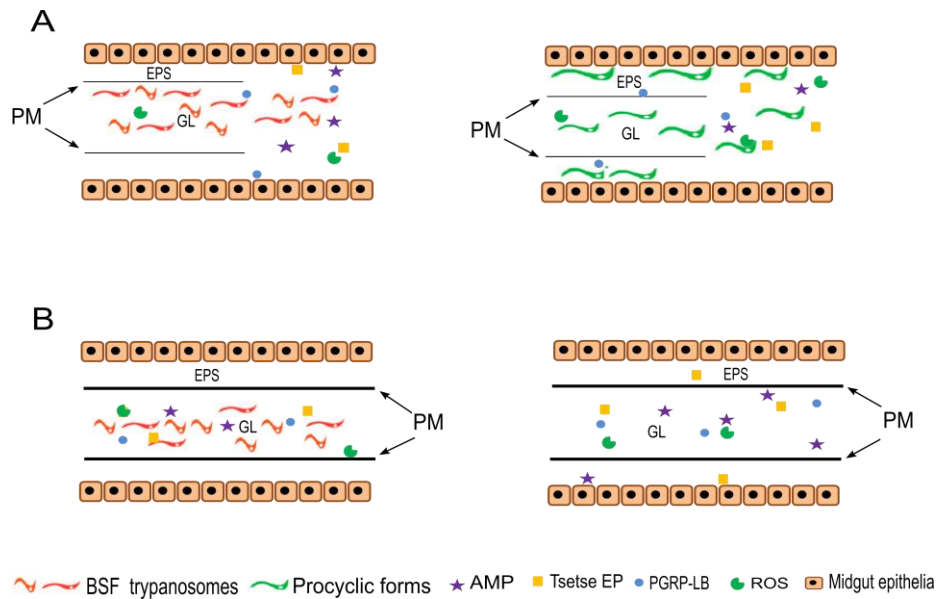 A
EPS
PM
GL
EPS
PM
GL
B
EPS
GL
PM
EPS
GL
PM
BSF trypanosomes Procyclic forms AMP Tsetse EP PGRP-LB ROS Midgut epithelia